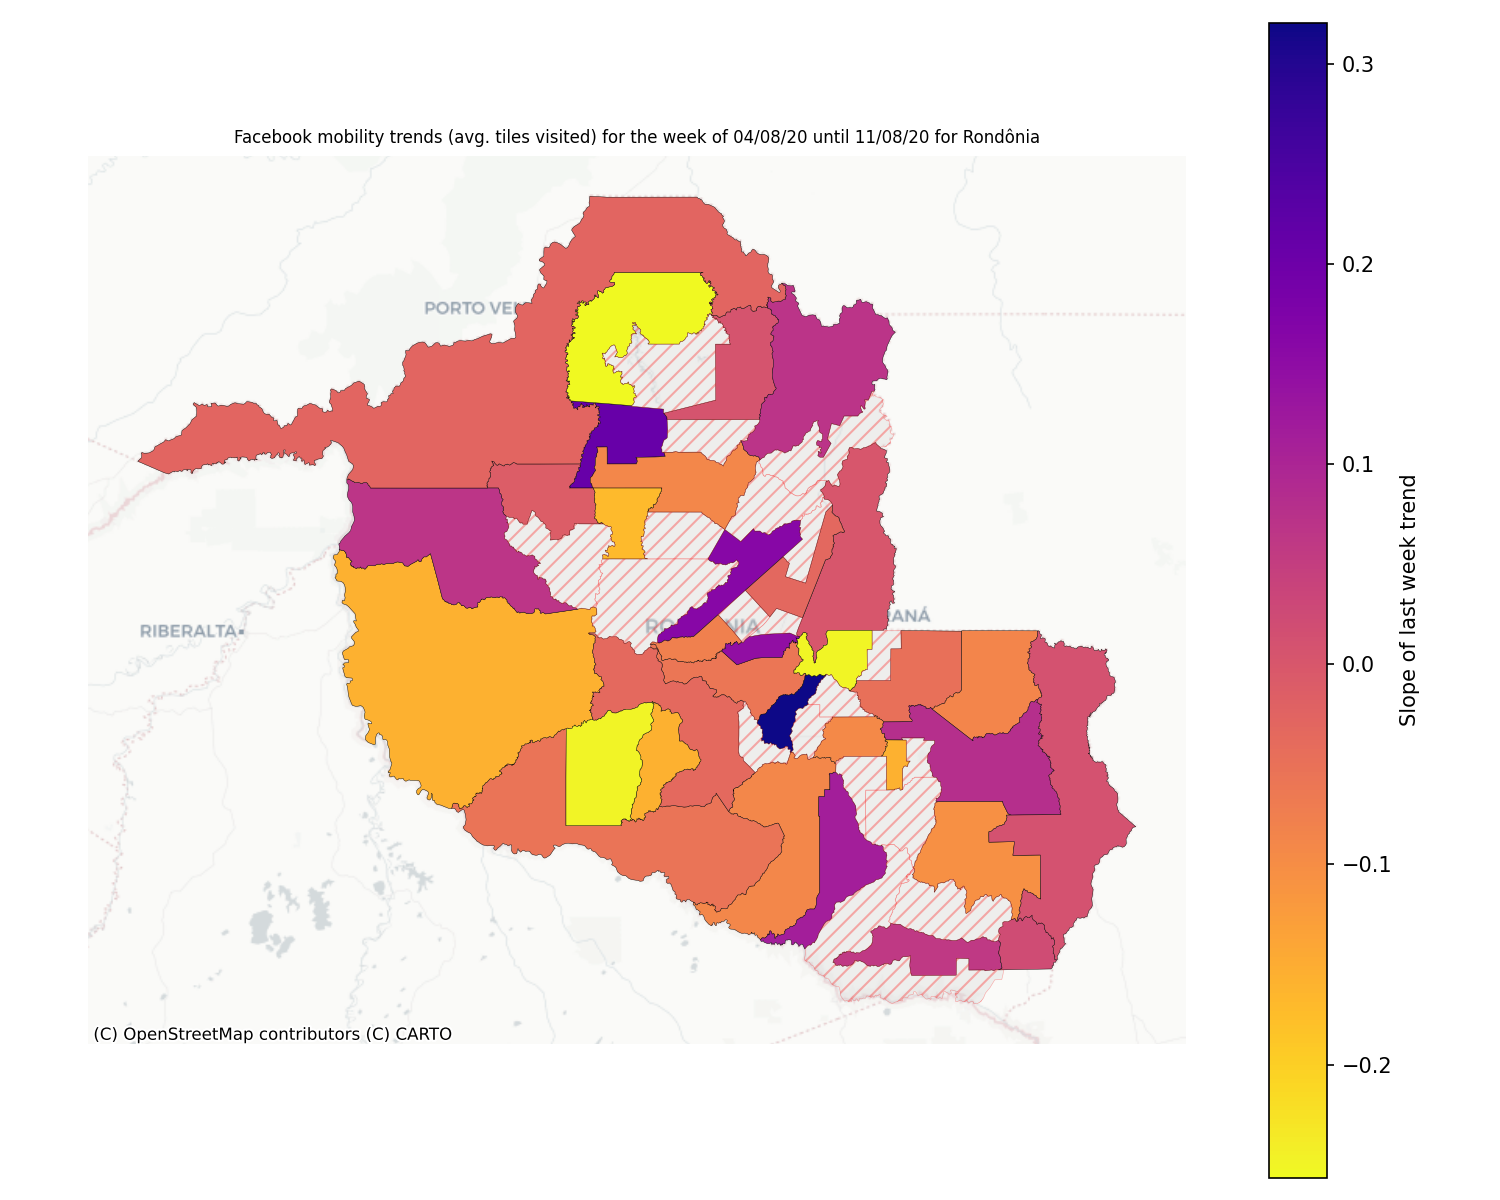 Facebook mobility trends (avg. tiles visited) for the week of 04/08/20 until 11/08/20 for Rondônia
0.3
0.2
0.1
0.0
−0.1
−0.2
Slope of last week trend
PORTO VE
RIBERALTA
RO
NIA
ANÁ
(C) OpenStreetMap contributors (C) CARTO